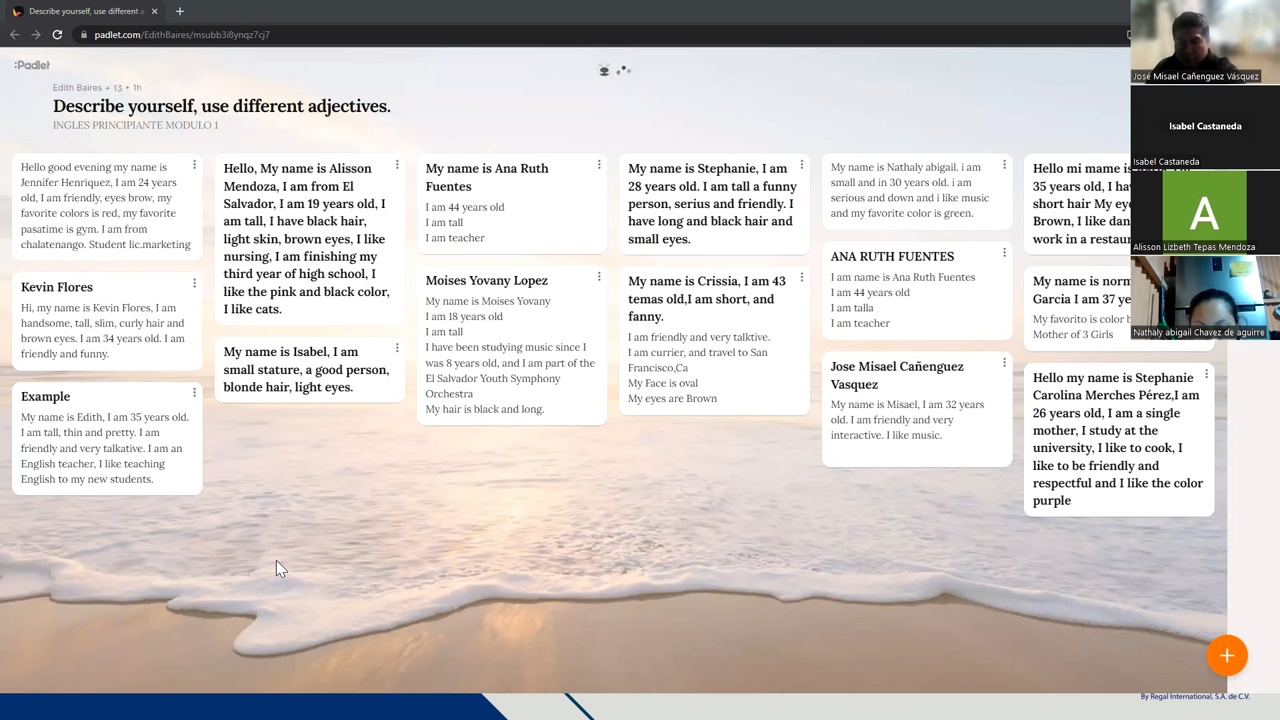 Describe yourself, use different a
padlet.com/EdithBaires/msubb3i8ynqz7cj7
:Padlet
Edith Baires + 13 • 1h
Describe yourself, use different adjectives.
INGLES PRINCIPIANTE MODULO 1
Hello good evening my name is
Jennifer Henriquez, I am 24 years
old, I am friendly, eyes brow, my
favorite colors is red, my favorite
pasatime is gym. I am from
chalatenango. Student lic.marketing
Kevin Flores
Hi, my name is Kevin Flores, I am
handsome, tall, slim, curly hair and
brown eyes. I am 34 years old. I am
friendly and funny.
Example
My name is Edith, I am 35 years old.
I am tall, thin and pretty. I am
friendly and very talkative. I am an
English teacher, I like teaching
English to my new students.
Hello, My name is Alisson
Mendoza, I am from El
Salvador, I am 19 years old, I
am tall, I have black hair,
light skin, brown eyes, I like
nursing, I am finishing my
third year of high school, I
like the pink and black color,
I like cats.
My name is Isabel, I am
small stature, a good person,
blonde hair, light eyes.
My name is Ana Ruth
Fuentes
I am 44 years old
I am tall
I am teacher
Moises Yovany Lopez
My name is Moises Yovany
I am 18 years old
I am tall
I have been studying music since I
was 8 years old, and I am part of the
El Salvador Youth Symphony
Orchestra
My hair is black and long.
My name is Stephanie, I am
28 years old. I am tall a funny
person, serius and friendly. I
have long and black hair and
small eyes.
My name is Crissia, I am 43
temas old,I am short, and
fanny.
I am friendly and very talktive.
I am currier, and travel to San
Francisco,Ca
My Face is oval
My eyes are Brown
My name is Nathaly abigail. i am
small and in 30 years old. i am
serious and down and i like music
and my favorite color is green.
ANA RUTH FUENTES
I am name is Ana Ruth Fuentes
I am 44 years old
I am talla
I am teacher
Jose Misael Cañenguez
Vasquez
My name is Misael, I am 32 years
old. I am friendly and very
interactive. I like music.
Hello mi mame is
35 years old, I ha
short hair My ey
Brown, I like dan
work in a restau
My name is norm
Garcia I am 37 ye
My favorito is color b
Mother of 3 Girls
Hello my name is Stephanie
Carolina Merches Pérez,I am
26 years old, I am a single
mother, I study at the
university, I like to cook, I
like to be friendly and
respectful and I like the color
purple
José Misael Cañenguez Vásquez
Isabel Castaneda
Isabel Castaneda
A
Alisson Lizbeth Tepas Mendoza
Nathaly abigail Chavez de aguirre
By Regal International, S.A. de C.V.